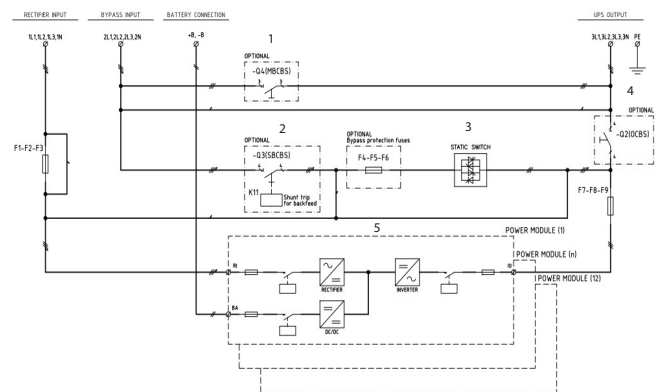 RECTIFIER INPUT
BYPASS INPUT
BATTERY CONNECTION
UPS OUTPUT
1L1,1L2,1L3,1N
2L1,2L2,2L3,2N
+B, -B
3L1,3L2,3L3,3N
PE
1
OPTIONAL
-Q4(MBCBS)
4
OPTIONAL
-Q2(OCBS)
2
OPTIONAL
-Q3(SBCBS)
K11
Shunt trip
for backfeed
OPTIONAL
Bypass protection fuses
F4-F5-F6
3
STATIC SWITCH
F1-F2-F3
F7-F8-F9
5
POWER MODULE (1)
POWER MODULE (n)
POWER MODULE (12)
RI
RECTIFIER
INVERTER
IO
BA
DC/DC